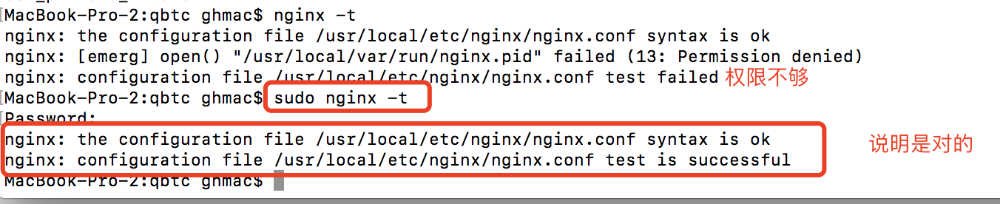 [MacBook-Pro-2:qbtc ghmac$ nginx -t
nginx: the configuration file /usr/local/etc/nginx/nginx.conf syntax is ok
nginx: [emerg] open() "/usr/local/var/run/nginx.pid" failed (13: Permission denied)
nginx: configuration file /usr/local/etc/nginx/nginx.conf test failed 权限不够
[MacBook-Pro-2:qbtc ghmac$ sudo nginx -t
[Password:
nginx: the configuration file /usr/local/etc/nginx/nginx.conf syntax is ok
说明是对的
nginx: configuration file /usr/local/etc/nginx/nginx.conf test is successful
MacBook-Pro-2:qbtc ghmac$